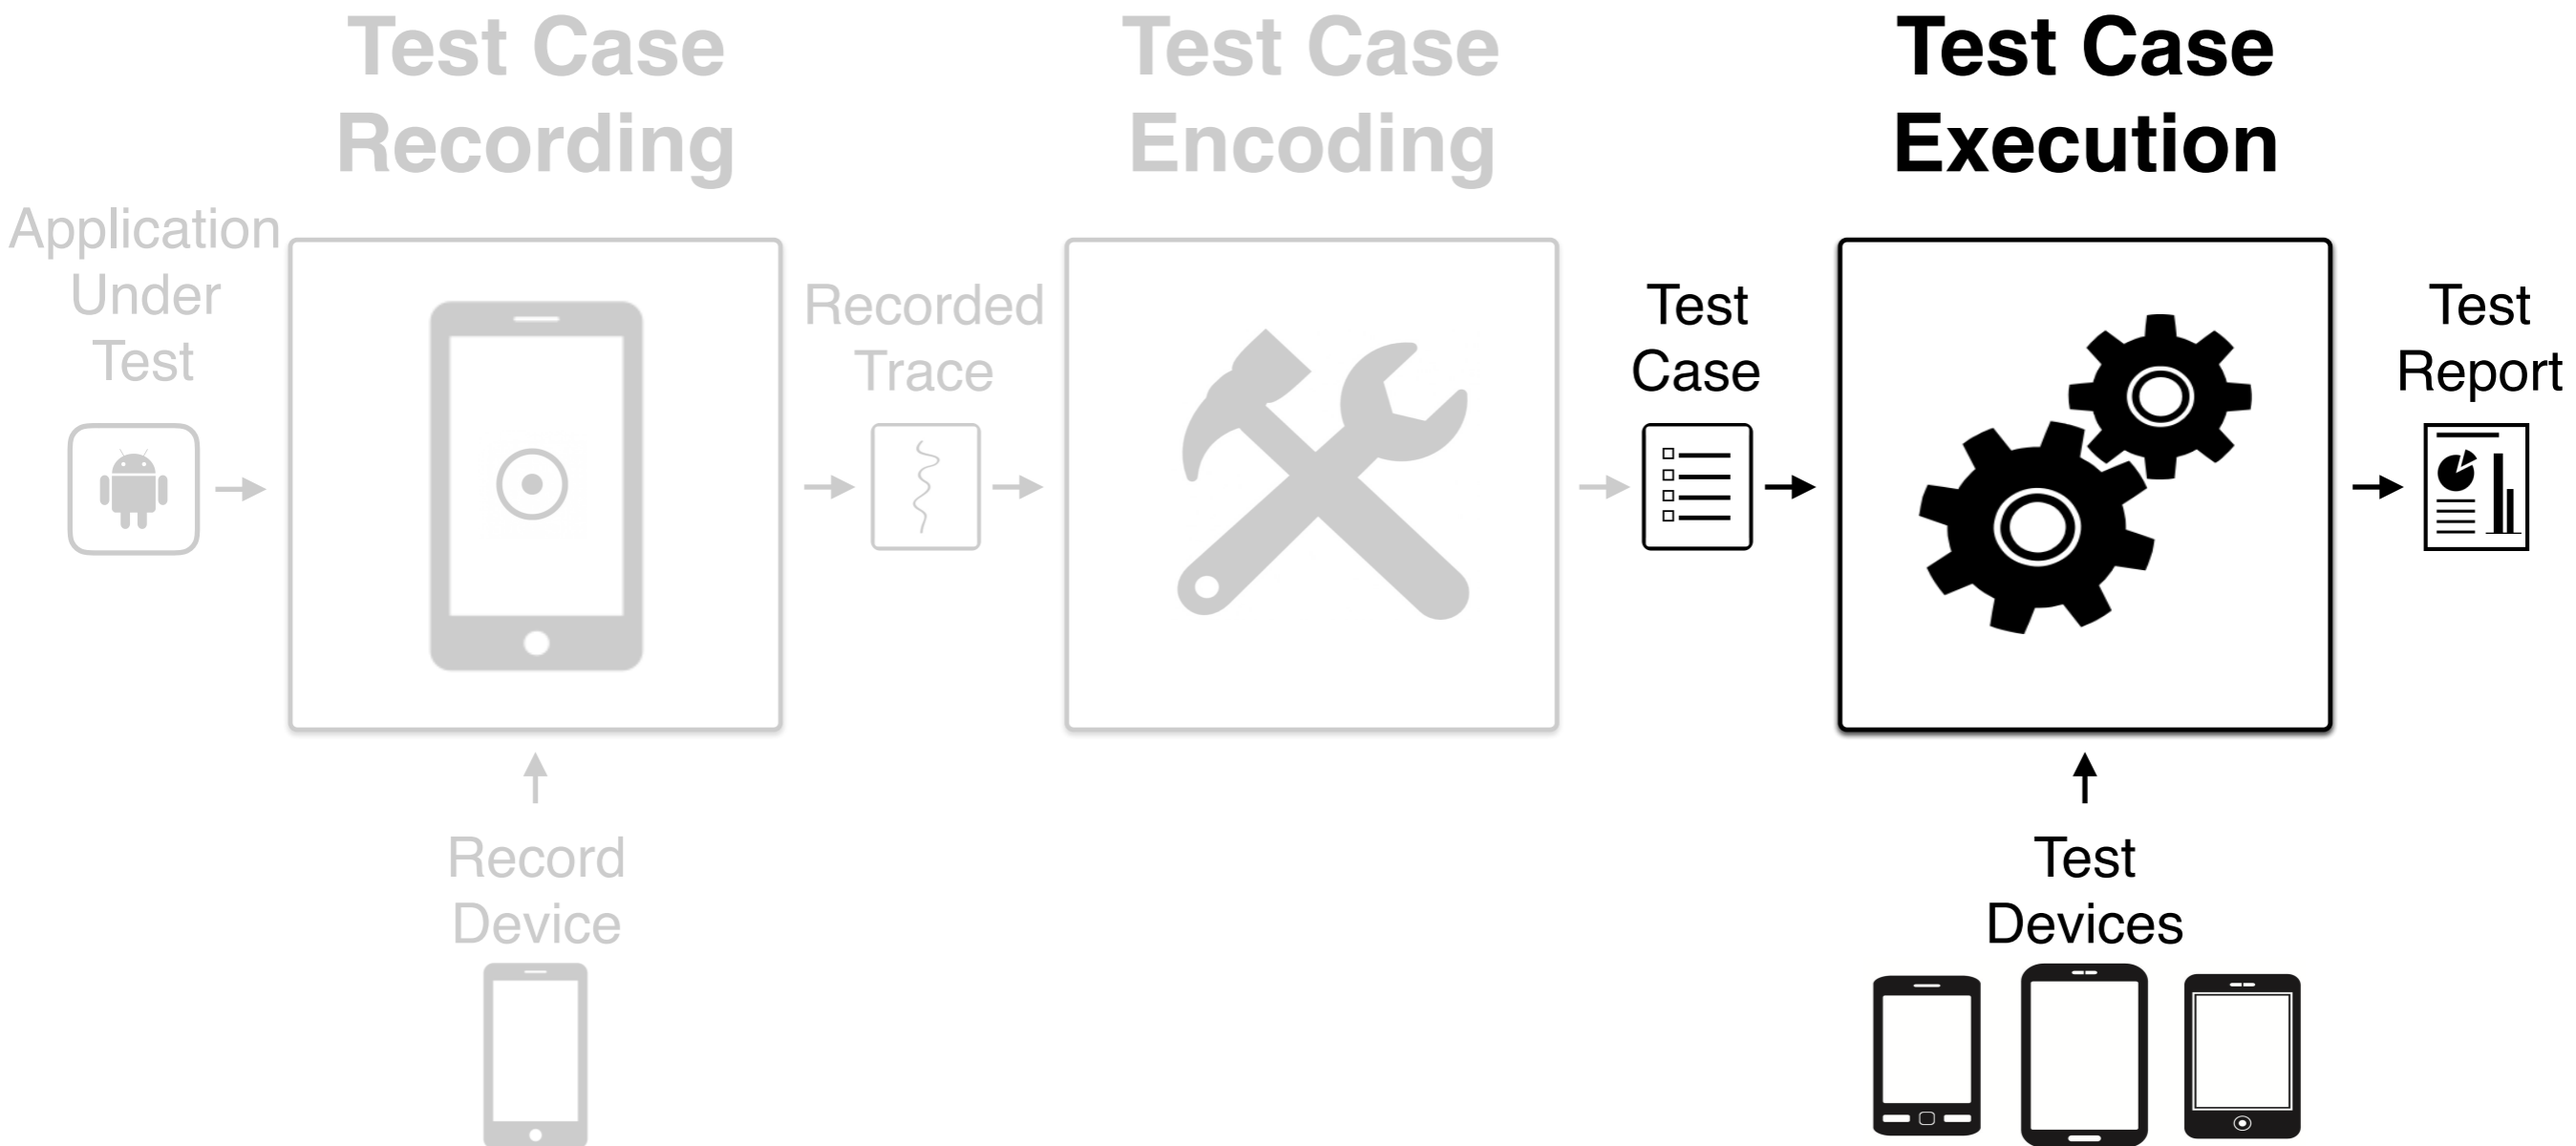 Test Case
Recording
Test Case
Encoding
Test Case
Execution
Application
Under
Test
Recorded
Trace
Test
Case
Test
Report
Record
Device
Test
Devices